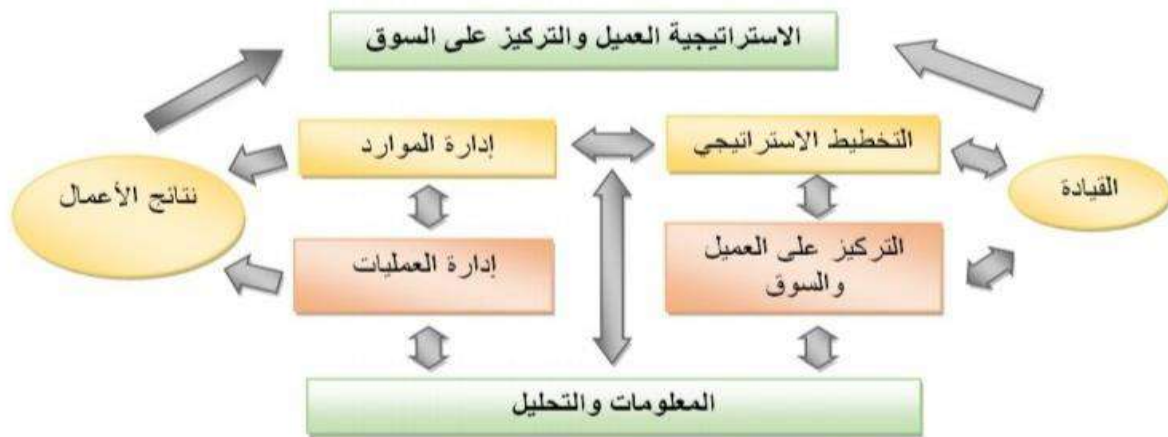 الاستراتيجية العميل والتركيز على السوق
التخطيط الاستراتيجي
إدارة الموارد
القيادة
نتائج الأعمال
التركيز على العميل
والسوق
إدارة العمليات
المعلومات والتحليل